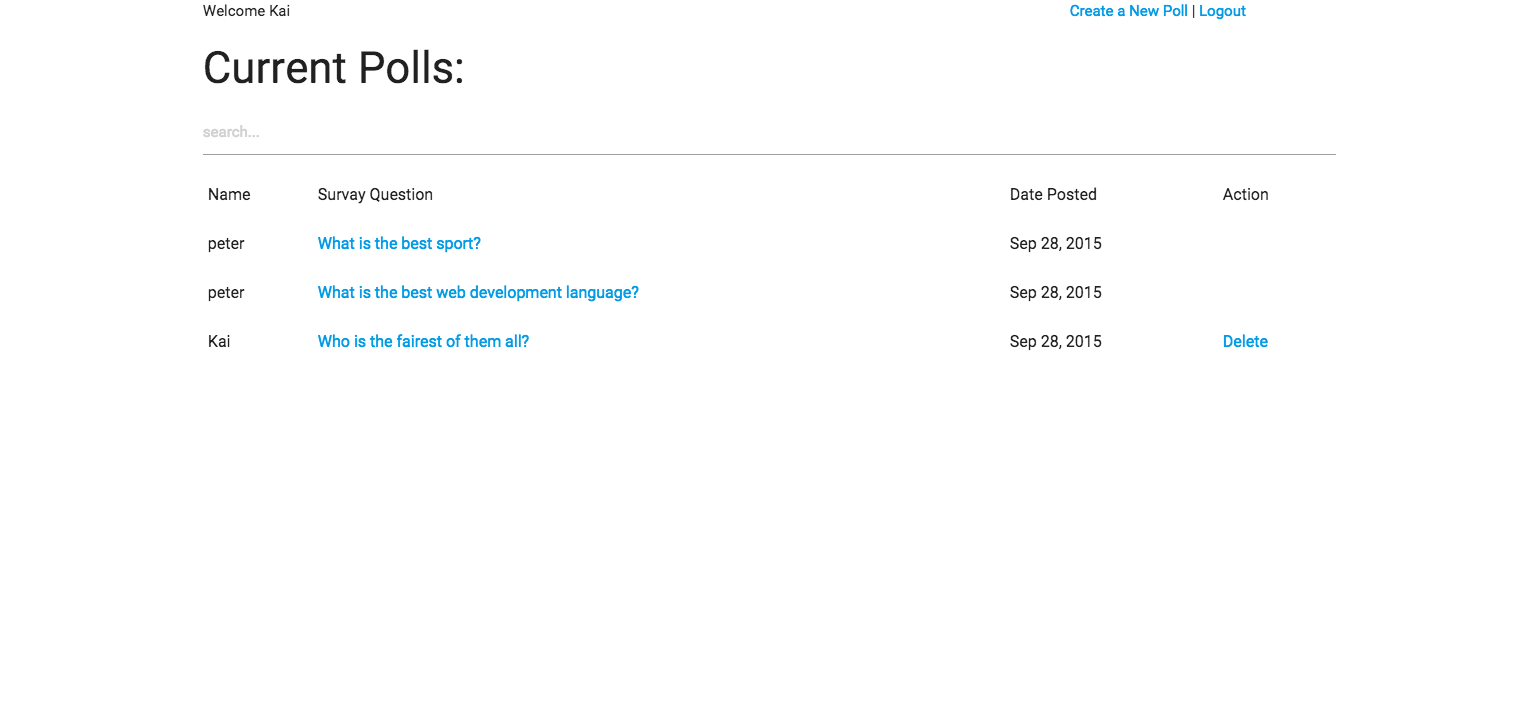 Welcome Kai Create a New Poll | Logout
Current Polls:
search...
Name Survay Question Date Posted Action
peter What is the best sport? Sep 28, 2015
peter What is the best web development language? Sep 28, 2015
Kai Who is the fairest of them all? Sep 28, 2015 Delete